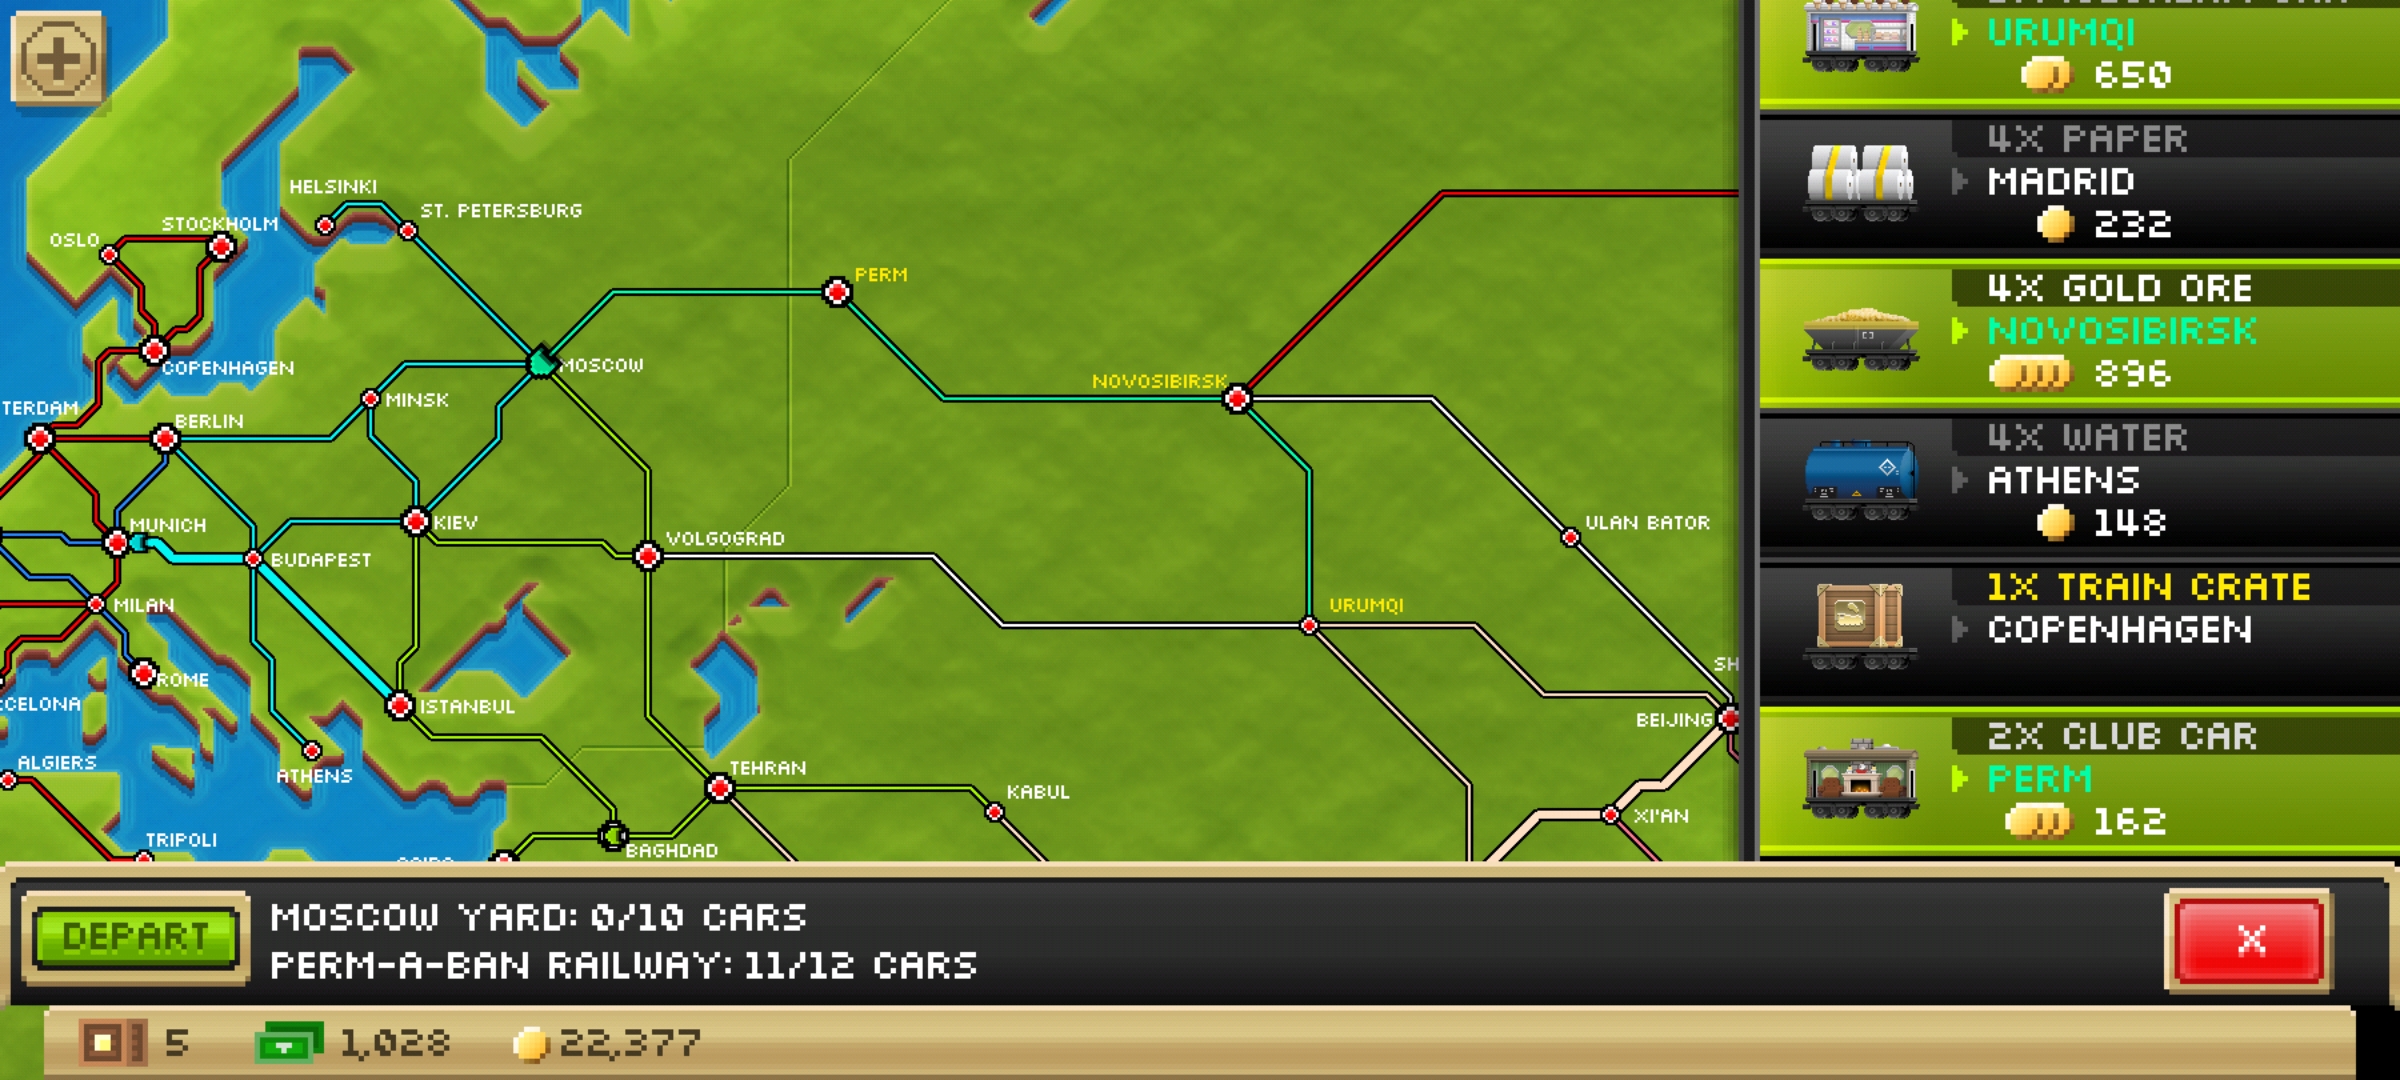 HELSINKI
ST. PETERSBURG
STOCKHOLM
OSLO
PERM
COPENHAGEN
MOSCOW
NOVOSIBIRSK
MINSK
TERDAM
BERLIN
MUNICH
KIEV
ULAN BATOR
VOLGOGRAD
BUDAPEST
MILAN
URUMQI
SH
ROME
CELONA
ISTANBUL
BEIJING
ALGIERS
ATHENS
TEHRAN
KABUL
XI'AN
TRIPOLI
BAGHDAD
URUMQI
650
4X PAPER
MADRID
232
4X GOLD ORE
NOVOSIBIRSK
896
4X WATER
ATHENS
148
1X TRAIN CRATE
COPENHAGEN
2X CLUB CAR
PERM
162
DEPART
MOSCOW YARD: 0/10 CARS
PERM-A-BAN RAILWAY: 11/12 CARS
X
5
1,028
22,377